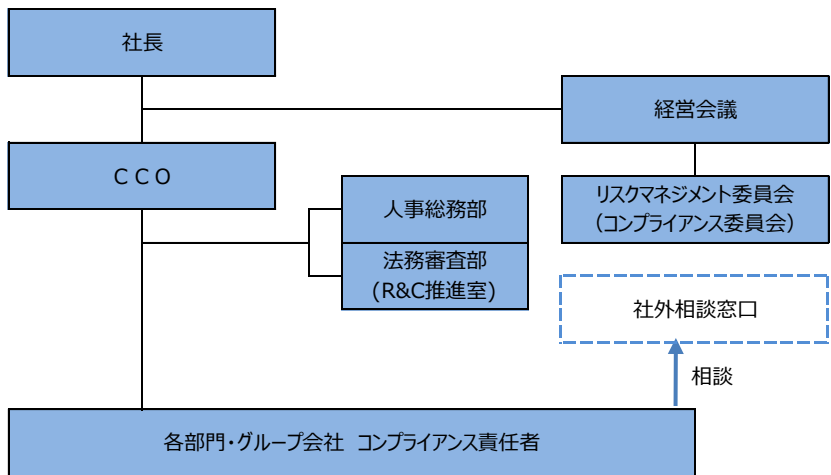 社長
経営会議
CCO
人事総務部
リスクマネジメント委員会
(コンプライアンス委員会)
法務審査部
(R&C推進室)
社外相談窓口
相談
各部門・グループ会社 コンプライアンス責任者